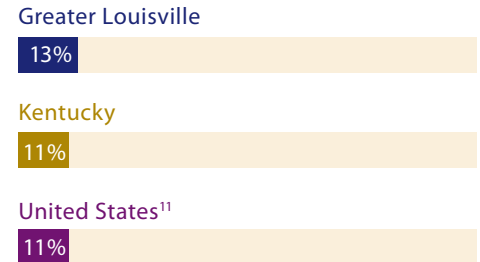 Greater Louisville
13%
Kentucky
11%
United States¹¹
11%